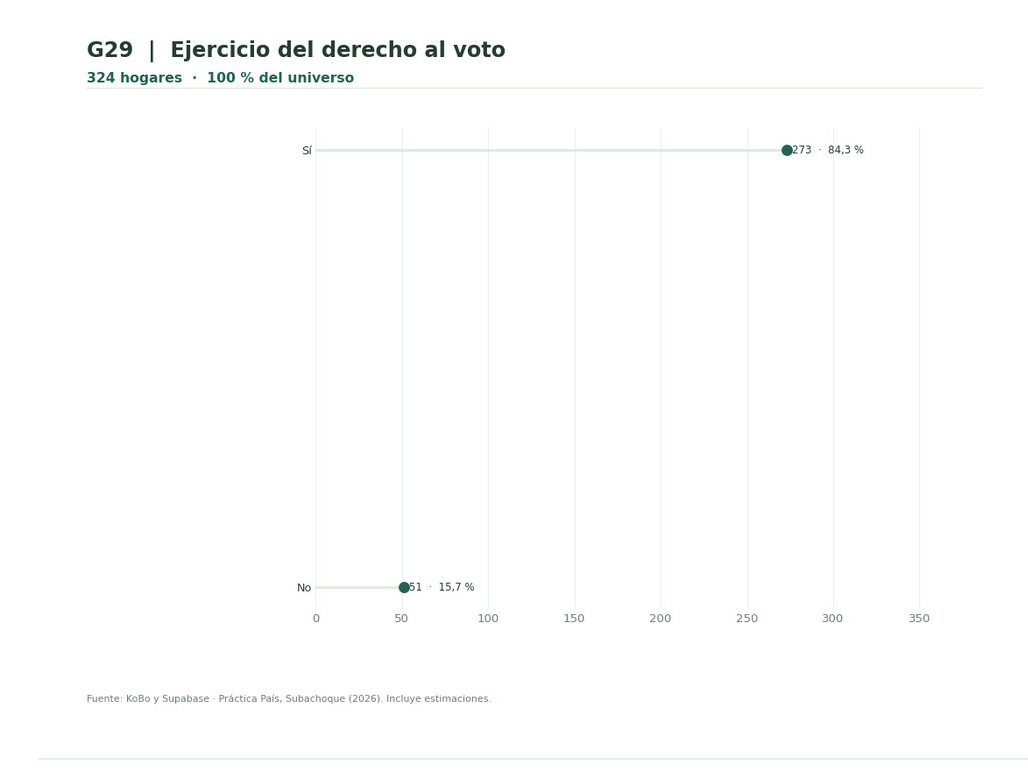 G29 | Ejercicio del derecho al voto
324 hogares · 100 % del universo
Sí 273 · 84,3 %
No 51 · 15,7 %
0 50 100 150 200 250 300 350
Fuente: KoBo y Supabase · Práctica País, Subachoque (2026). Incluye estimaciones.